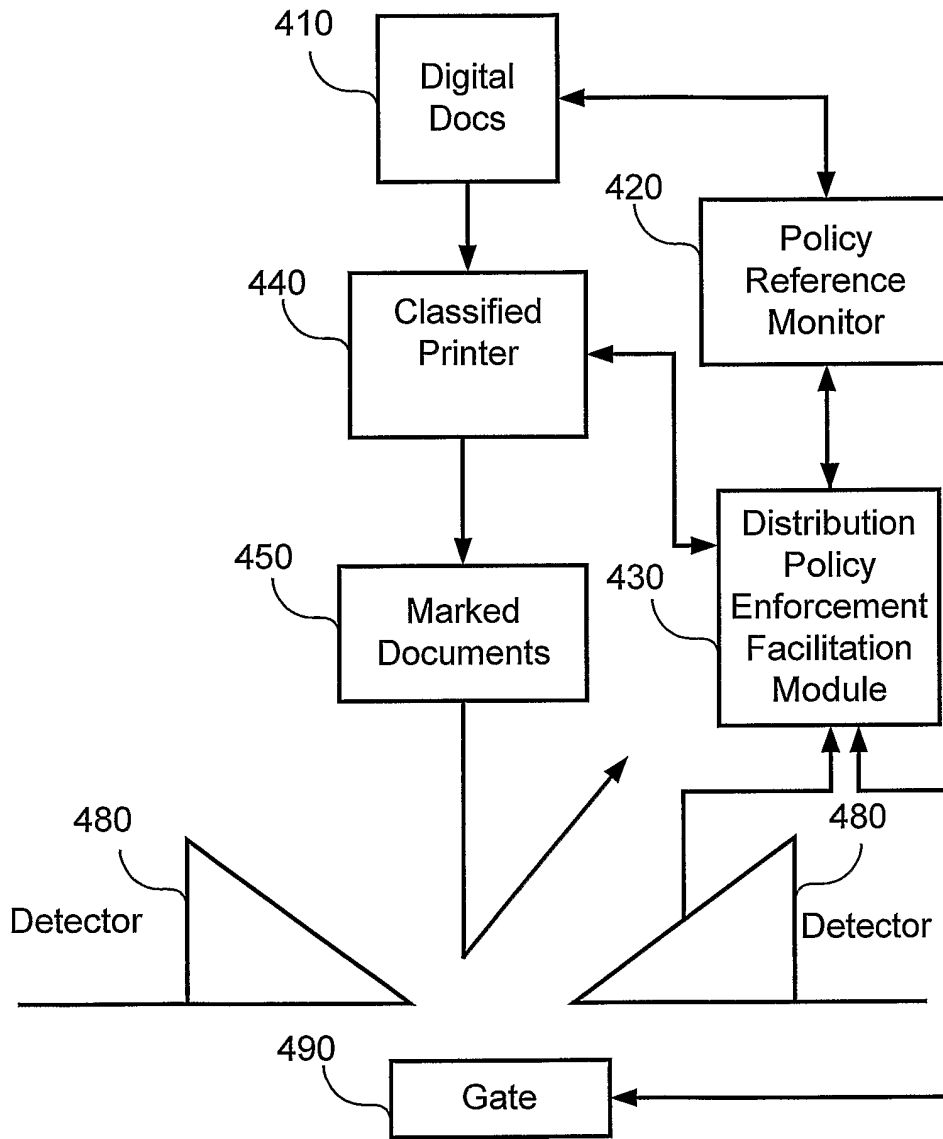 410
Digital
Docs
420
Policy
Reference
Monitor
440
Classified
Printer
450
Marked
Documents
430
Distribution
Policy
Enforcement
Facilitation
Module
480
Detector
480
Detector
490
Gate